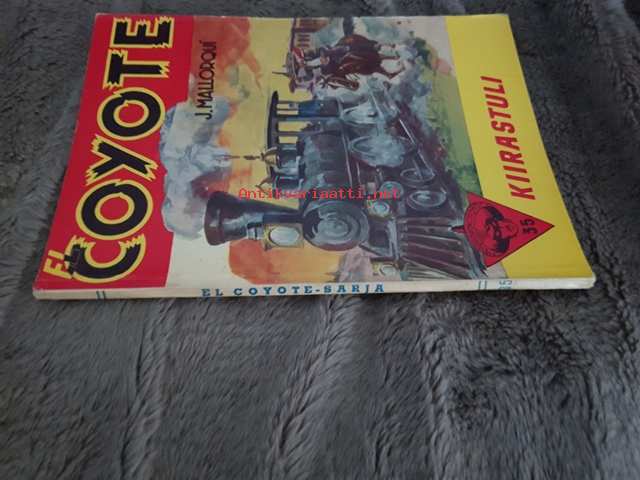 EL
COYOTE
J. MALLORQUÍ
KIIRASTULI
35
EL COYOTE-SARJA
35
Antikvariaatti.net